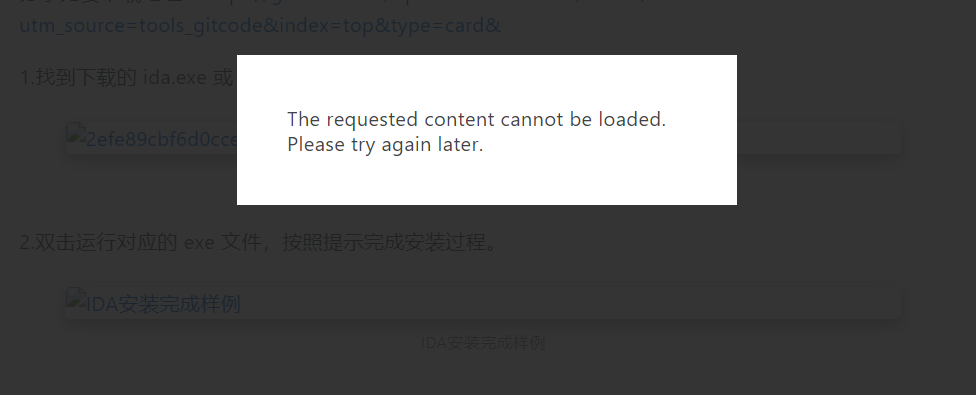 utm_source=tools_gitcode&index=top&type=card&
1.找到下载的 ida.exe 或
The requested content cannot be loaded.
Please try again later.
2efe89cbf6d0cce
2.双击运行对应的 exe 文件，按照提示完成安装过程。
IDA安装完成样例
IDA安装完成样例